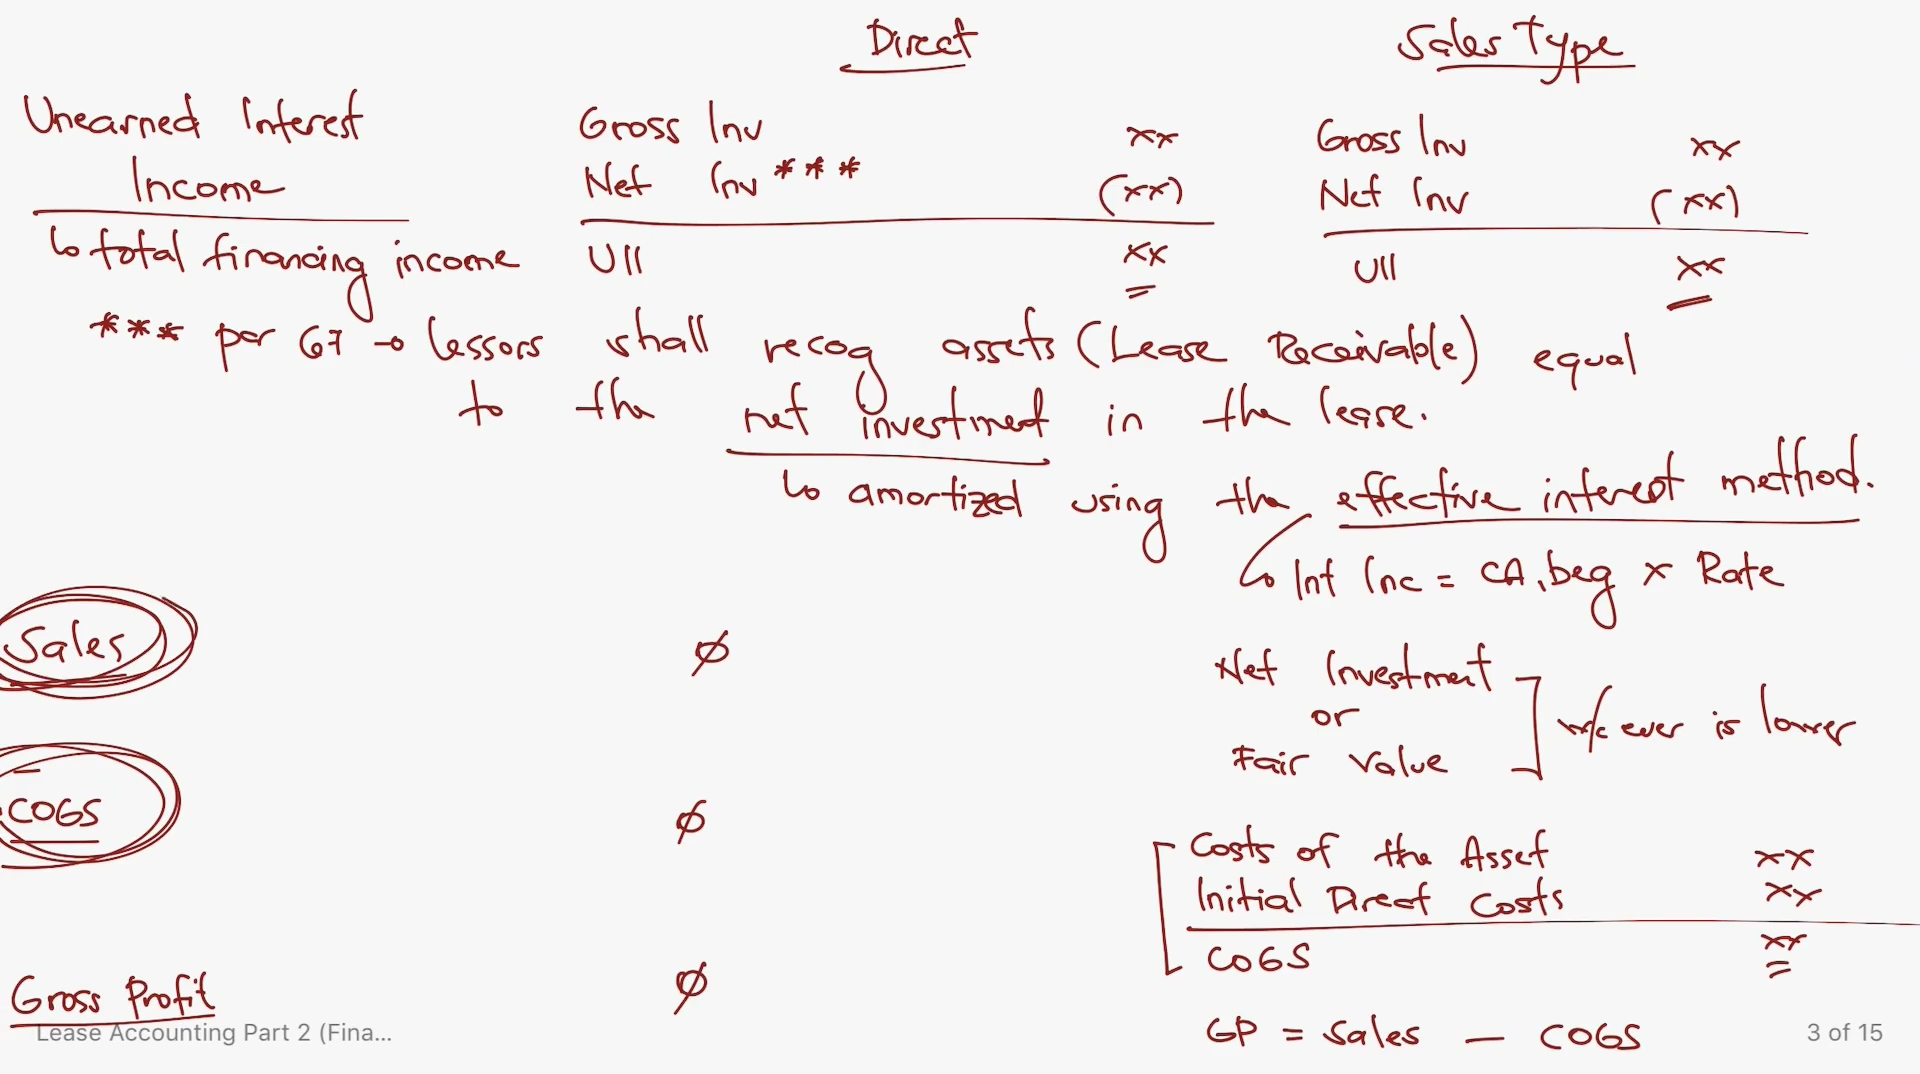 Direct Sales Type
Unearned Interest Income
Gross Inv xx
Net Inv *** (xx)
UII xx
Gross Inv xx
Net Inv (xx)
UII xx
↳ total financing income
*** par 67 → lessors shall recog assets (Lease Receivable) equal
to the net investment in the lease.
↳ amortized using the effective interest method.
↳ Int Inc = CA, beg x Rate
Sales ø
Net Investment
or
Fair Value
w/c ever is lower
COGS ø
Costs of the Asset xx
Initial Direct Costs xx
COGS xx
Gross Profit ø
GP = Sales — COGS
Lease Accounting Part 2 (Fina... 3 of 15